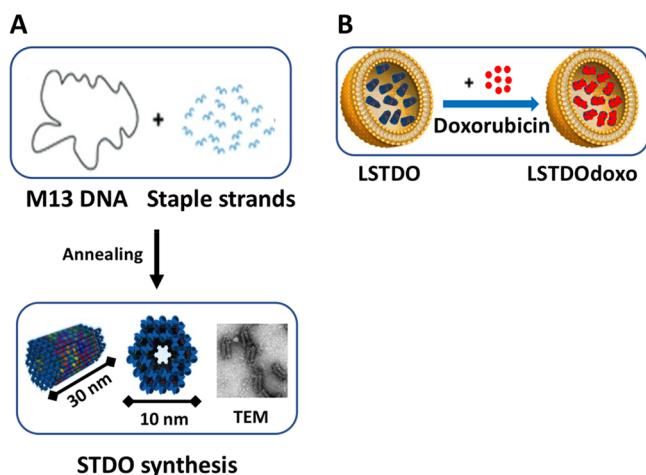 A
+
M13 DNA Staple strands
Annealing
30 nm
10 nm
TEM
STDO synthesis
B
+
Doxorubicin
LSTDO
LSTDOdoxo